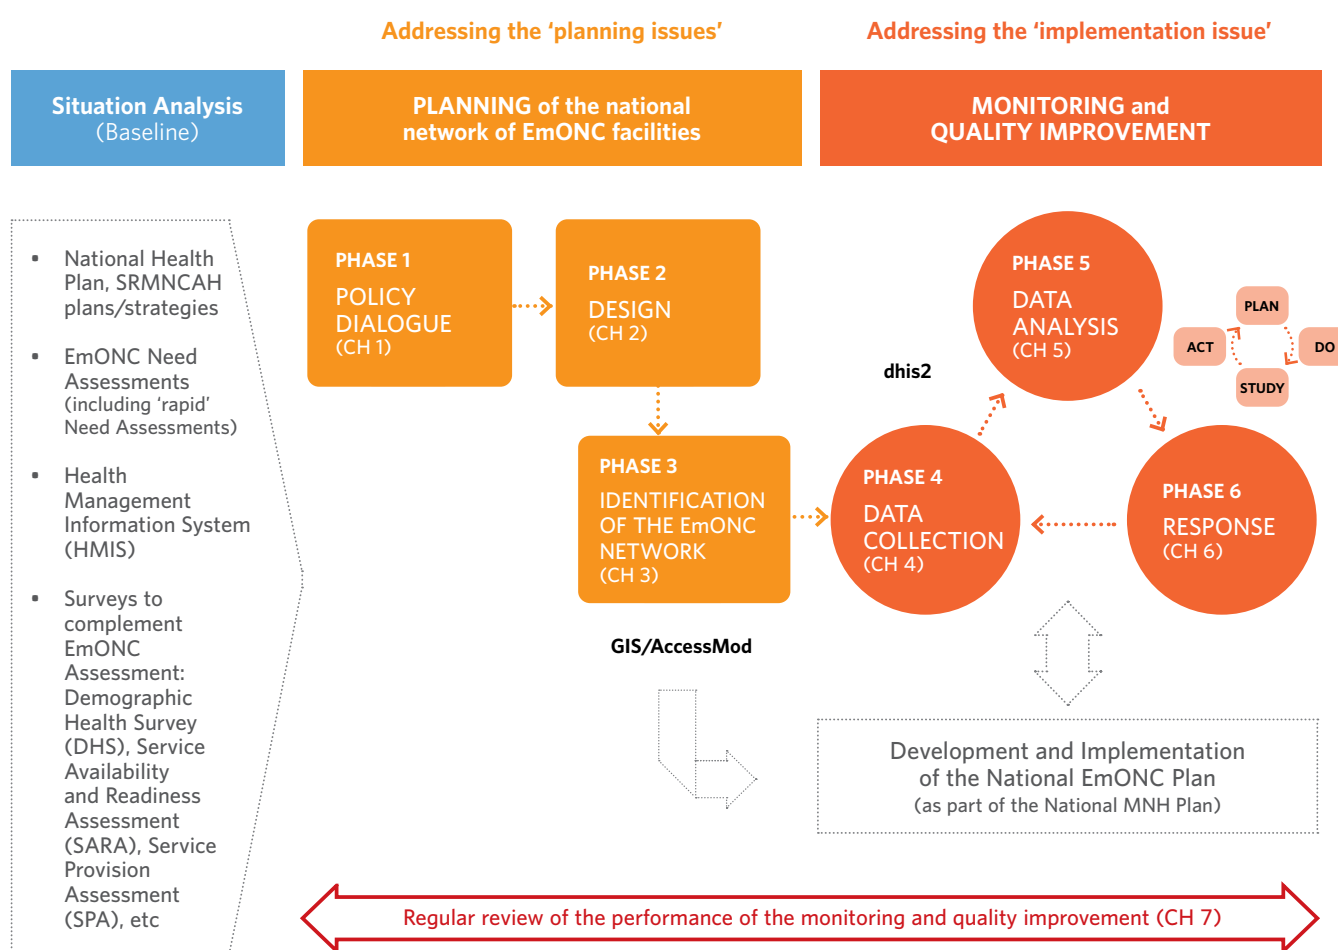 Addressing the ‘planning issues’
Addressing the ‘implementation issue’
Situation Analysis
(Baseline)
PLANNING of the national
network of EmONC facilities
MONITORING and
QUALITY IMPROVEMENT
▪ National Health
Plan, SRMNCAH
plans/strategies
▪ EmONC Need
Assessments
(including ‘rapid’
Need Assessments)
▪ Health
Management
Information System
(HMIS)
▪ Surveys to
complement
EmONC
Assessment:
Demographic
Health Survey
(DHS), Service
Availability
and Readiness
Assessment
(SARA), Service
Provision
Assessment
(SPA), etc
PHASE 1
POLICY
DIALOGUE
(CH 1)
PHASE 2
DESIGN
(CH 2)
PHASE 3
IDENTIFICATION
OF THE EmONC
NETWORK
(CH 3)
GIS/AccessMod
PHASE 4
DATA
COLLECTION
(CH 4)
dhis2
PHASE 5
DATA
ANALYSIS
(CH 5)
PLAN
DO
STUDY
ACT
PHASE 6
RESPONSE
(CH 6)
Development and Implementation
of the National EmONC Plan
(as part of the National MNH Plan)
Regular review of the performance of the monitoring and quality improvement (CH 7)